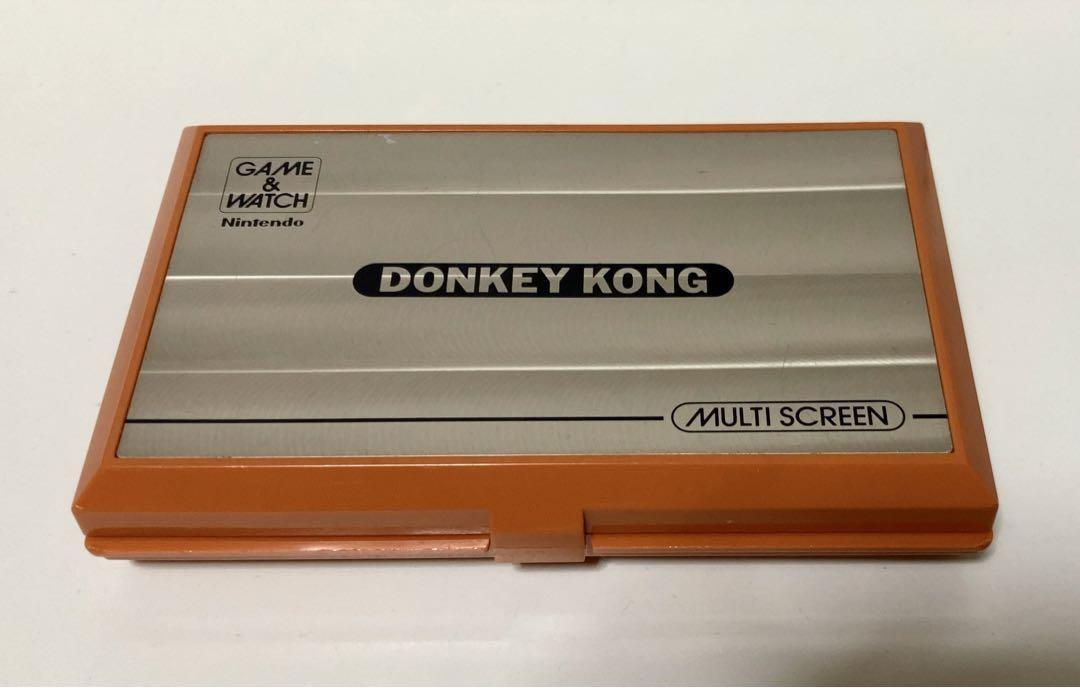 GAME
&
WATCH
Nintendo
DONKEY KONG
MULTI SCREEN